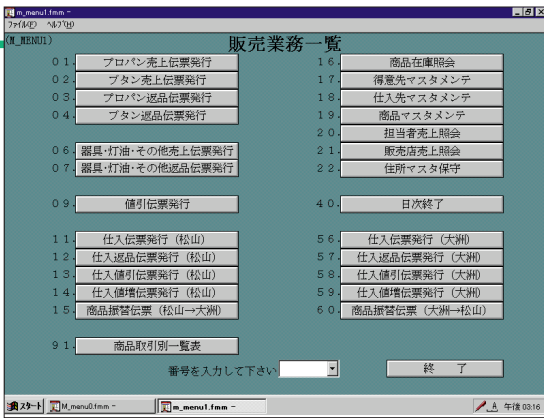 m_menu1.fmm -
ファイル(F) ヘルプ(H)
(M_MENU1)
販売業務一覧
01. プロパン売上伝票発行
02. ブタン売上伝票発行
03. プロパン返品伝票発行
04. ブタン返品伝票発行
06. 器具・灯油・その他売上伝票発行
07. 器具・灯油・その他返品伝票発行
09. 値引伝票発行
11. 仕入伝票発行（松山）
12. 仕入返品伝票発行（松山）
13. 仕入値引伝票発行（松山）
14. 仕入値増伝票発行（松山）
15. 商品振替伝票（松山→大洲）
91. 商品取引別一覧表
16. 商品在庫照会
17. 得意先マスタメンテ
18. 仕入先マスタメンテ
19. 商品マスタメンテ
20. 担当者売上照会
21. 販売店売上照会
22. 住所マスタ保守
40. 日次終了
56. 仕入伝票発行（大洲）
57. 仕入返品伝票発行（大洲）
58. 仕入値引伝票発行（大洲）
59. 仕入値増伝票発行（大洲）
60. 商品振替伝票（大洲→松山）
番号を入力して下さい
終 了
スタート M_menu0.fmm - m_menu1.fmm - A 午後 03:16